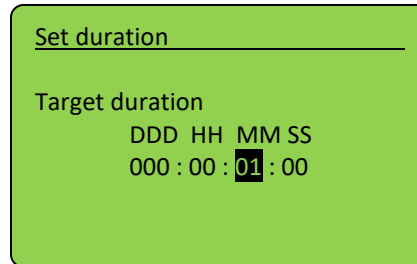 Set duration
Target duration
DDD HH MM SS
000 : 00 : 01 : 00